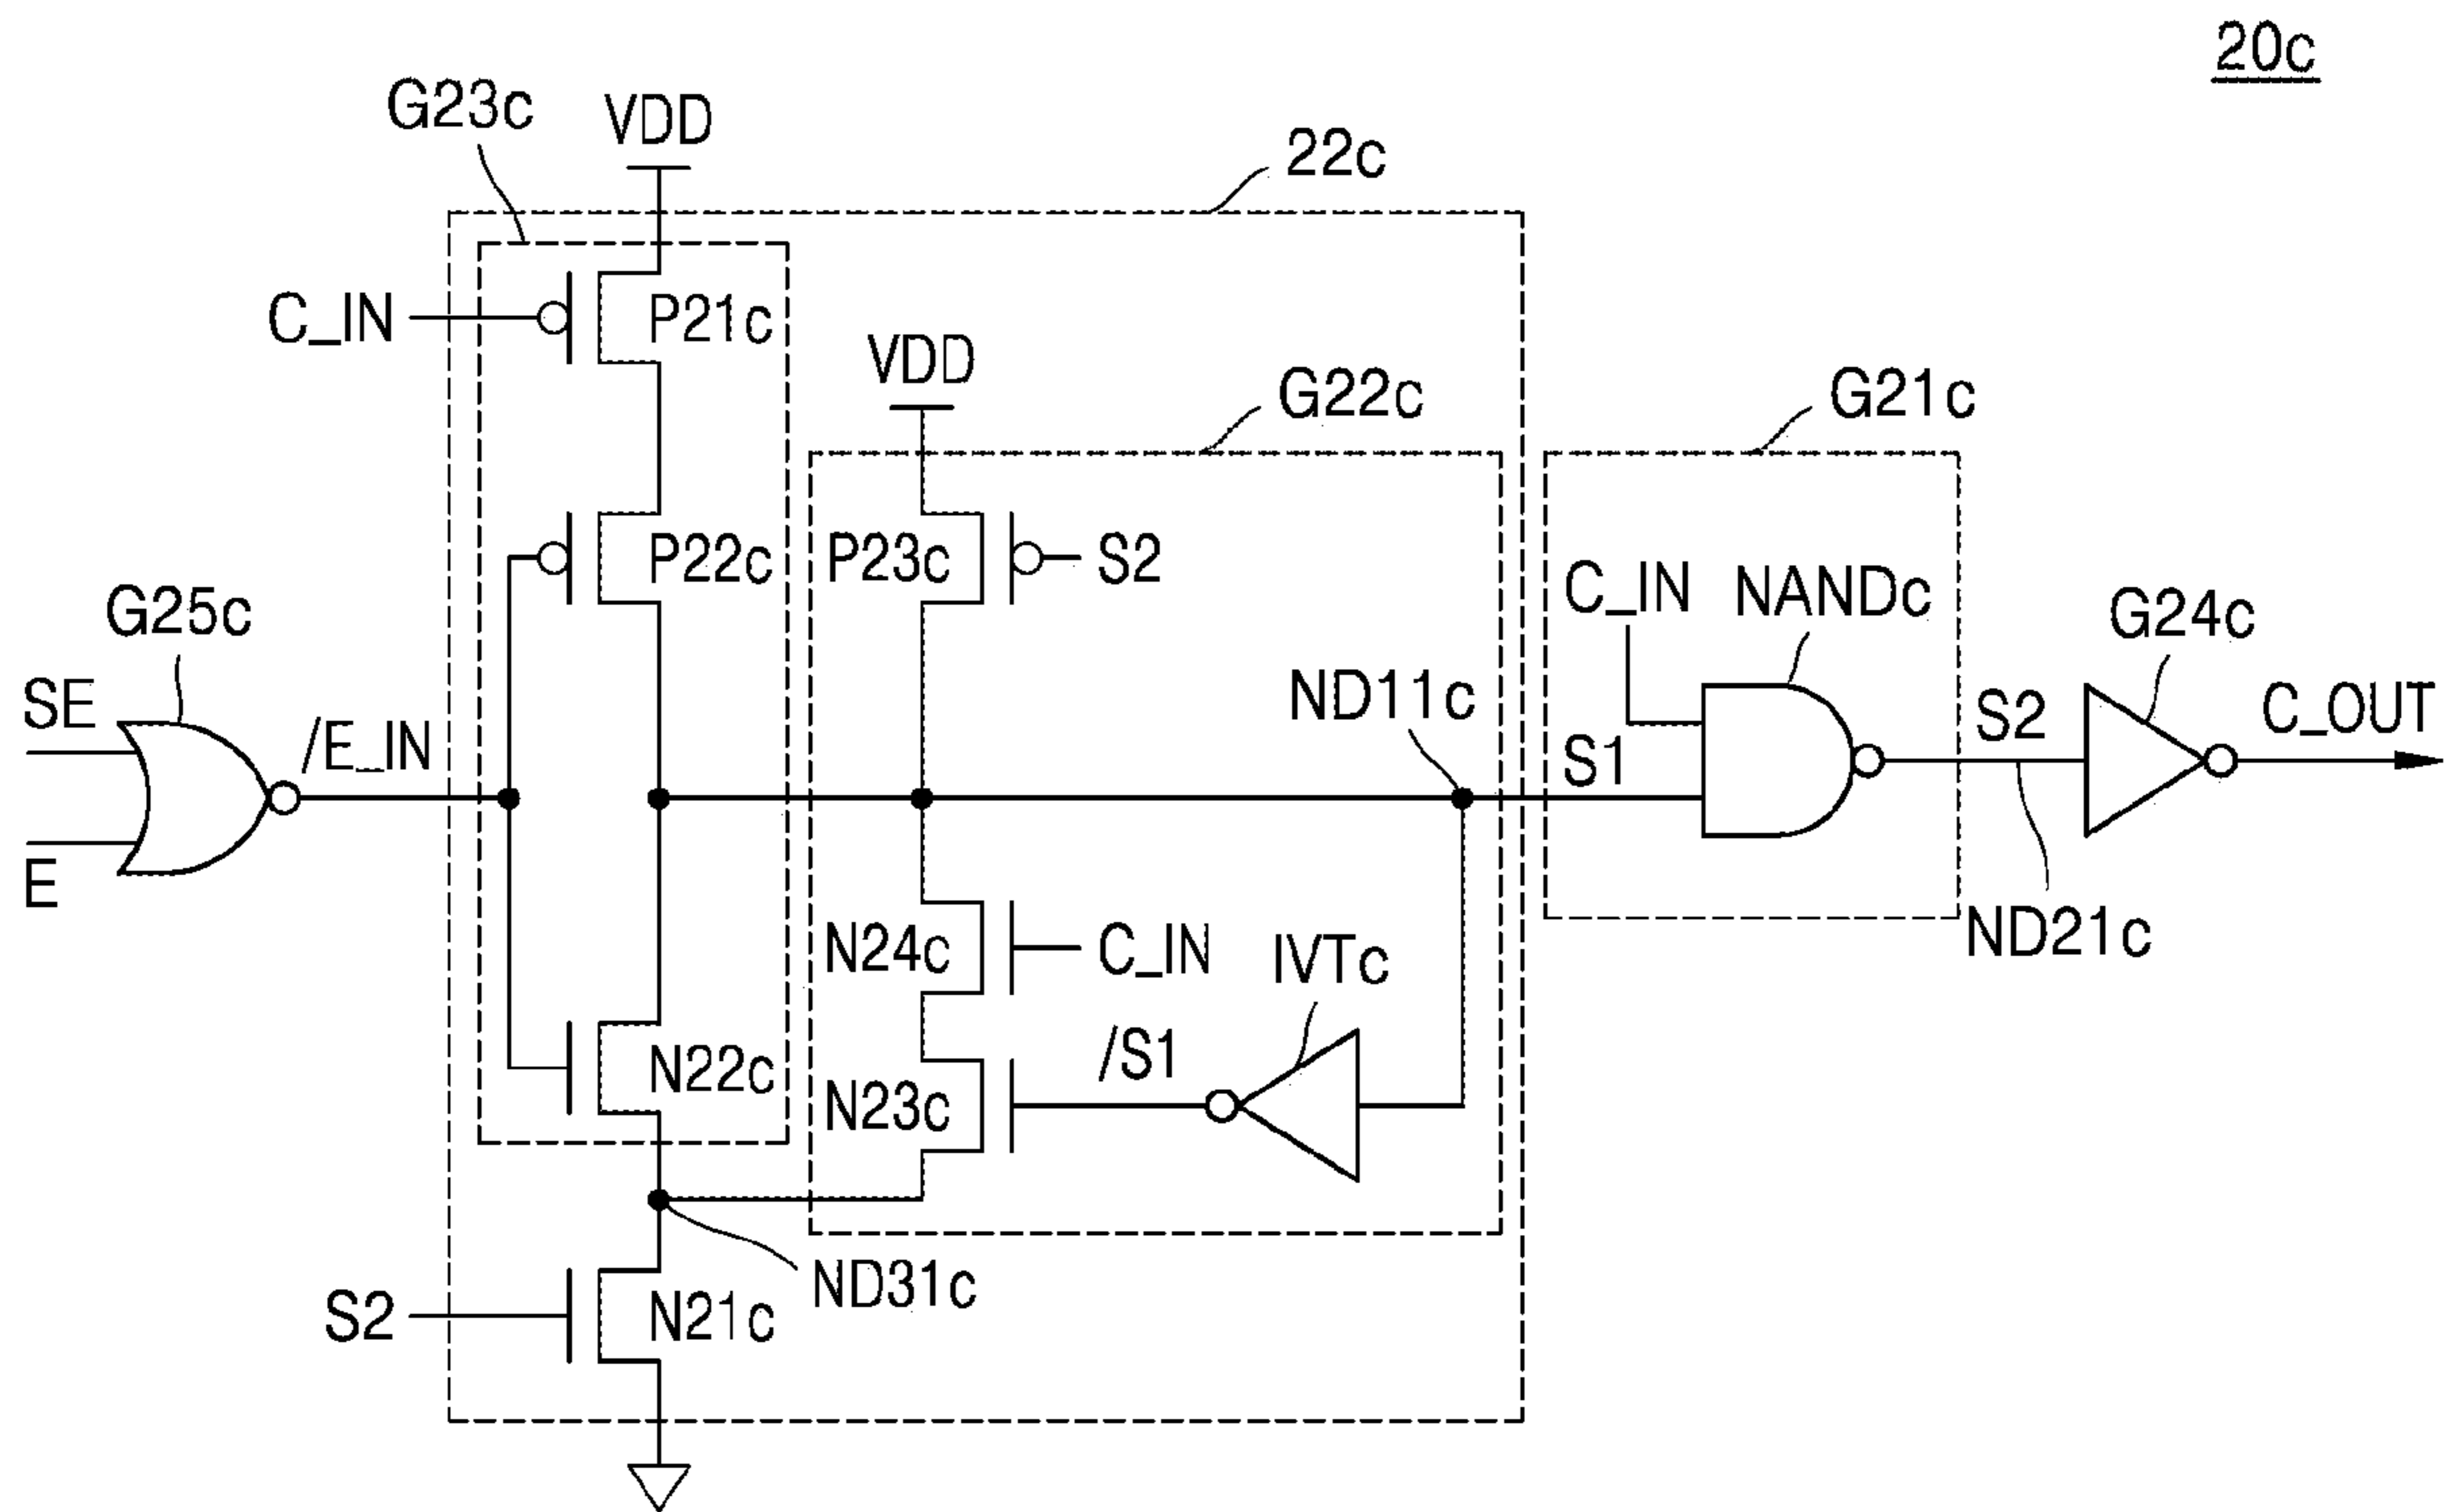 20c
G23c
VDD
22c
C_IN
P21c
VDD
G22c
G21c
P22c
P23c
S2
C_IN
NANDc
G25c
G24c
SE
/E_IN
ND11c
S1
S2
C_OUT
E
N24c
C_IN
IVTc
ND21c
/S1
N22c
N23c
ND31c
S2
N21c